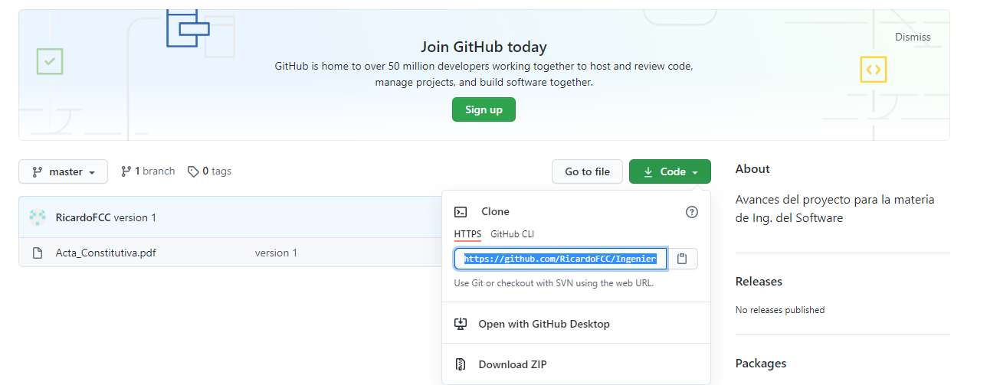 Join GitHub today
Dismiss
GitHub is home to over 50 million developers working together to host and review code,
manage projects, and build software together.
Sign up
master
1 branch
0 tags
Go to file
Code
About
Avances del proyecto para la materia
de Ing. del Software
RicardoFCC version 1
Acta_Constitutiva.pdf
version 1
Clone
HTTPS
GitHub CLI
https://github.com/RicardoFCC/Ingenier
Use Git or checkout with SVN using the web URL.
Open with GitHub Desktop
Download ZIP
Releases
No releases published
Packages